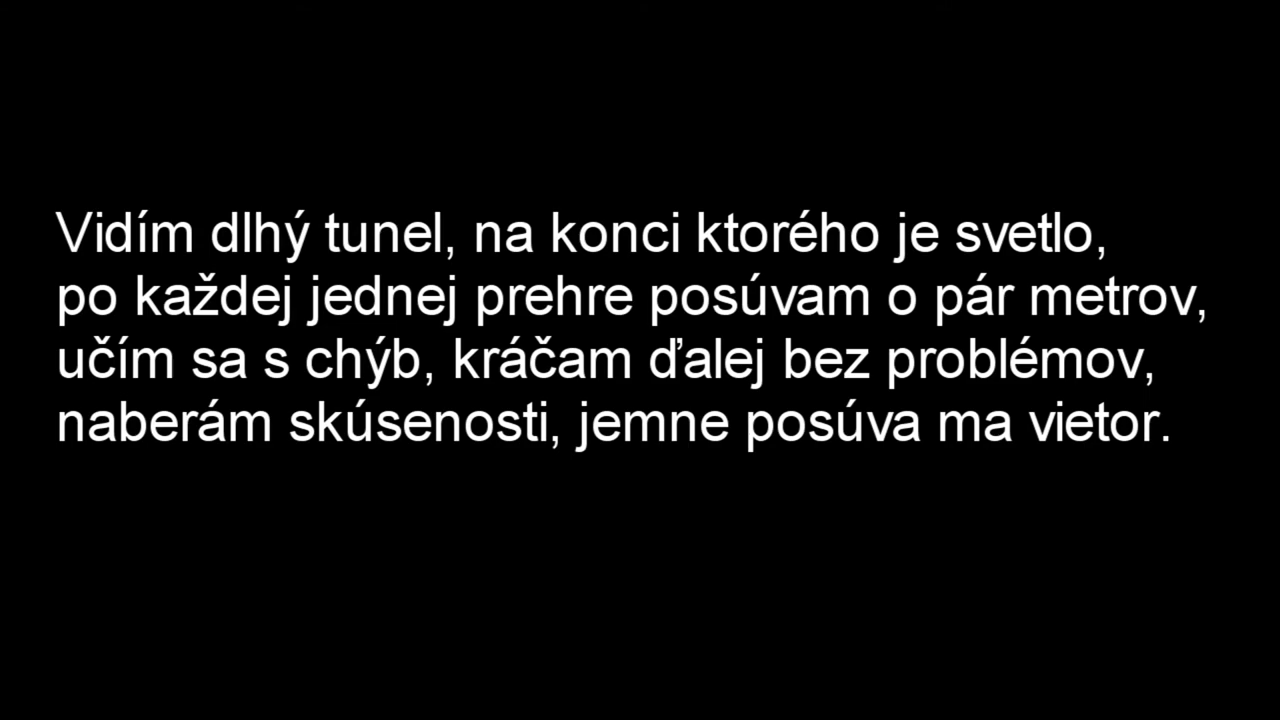 Vidím dlhý tunel, na konci ktorého je svetlo,
po každej jednej prehre posúvam o pár metrov,
učím sa s chýb, kráčam ďalej bez problémov,
naberám skúsenosti, jemne posúva ma vietor.